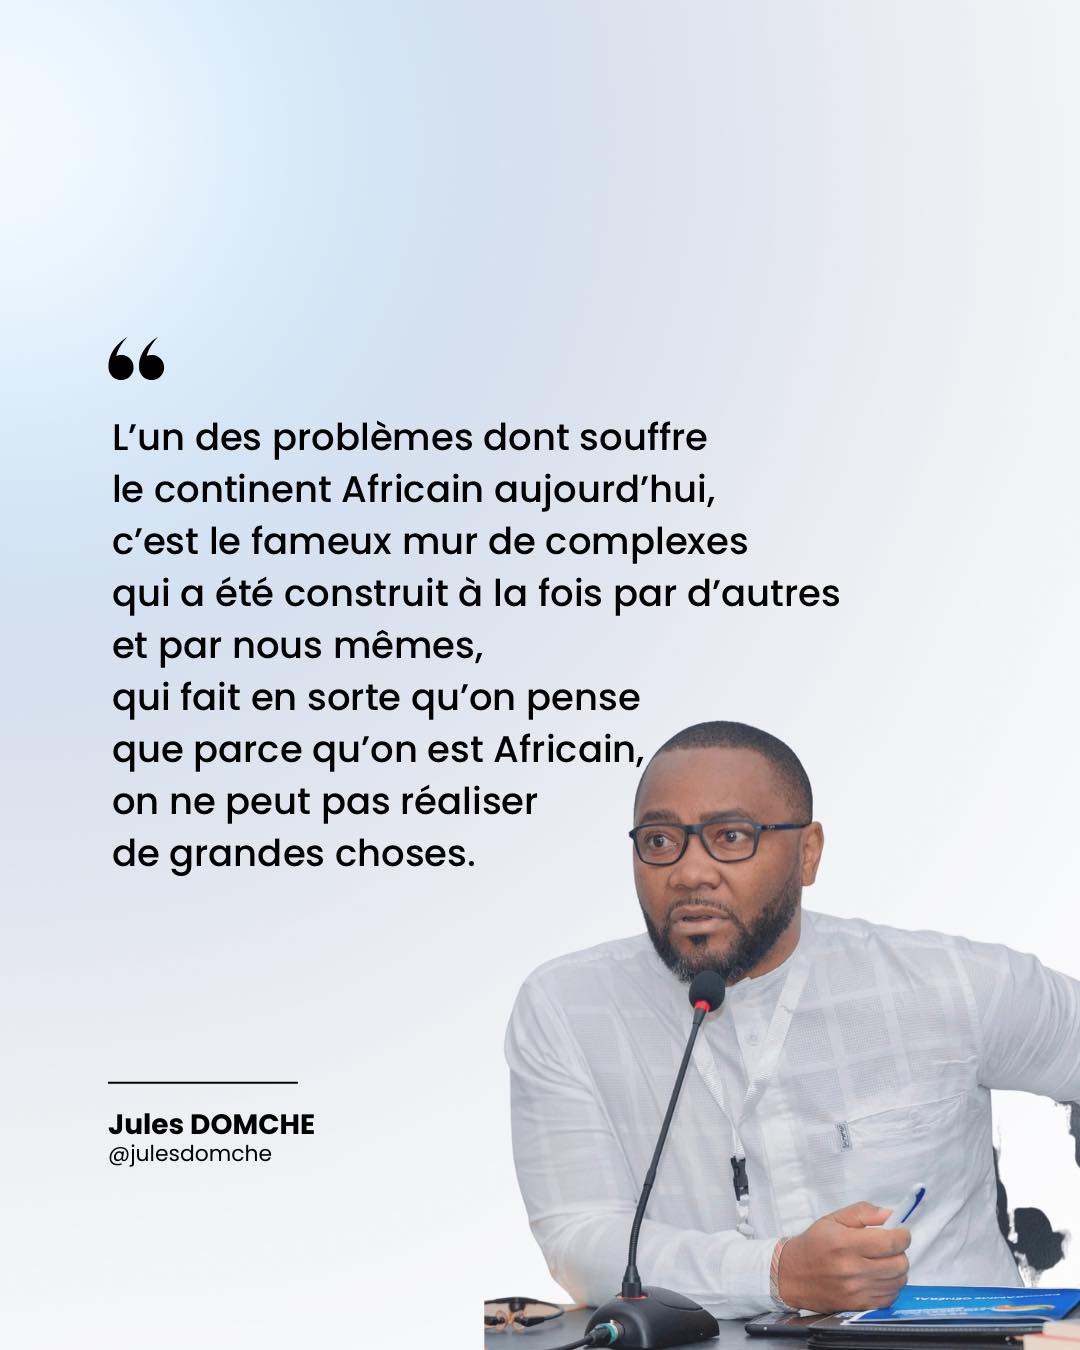 “
L’un des problèmes dont souffre
le continent Africain aujourd’hui,
c’est le fameux mur de complexes
qui a été construit à la fois par d’autres
et par nous mêmes,
qui fait en sorte qu’on pense
que parce qu’on est Africain,
on ne peut pas réaliser
de grandes choses.
Jules DOMCHE
@julesdomche
PROGRAMME GÉNÉRAL